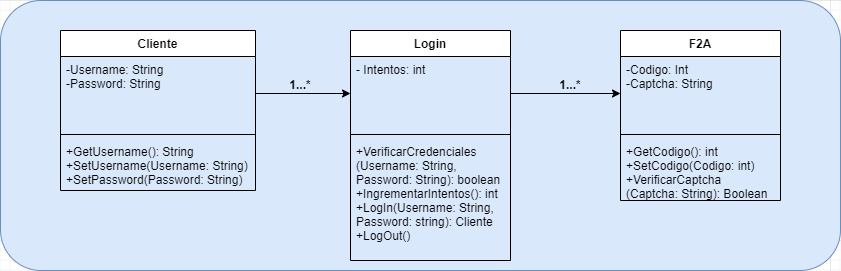 Cliente
-Username: String
-Password: String
+GetUsername(): String
+SetUsername(Username: String)
+SetPassword(Password: String)
1...*
Login
- Intentos: int
+VerificarCredenciales
(Username: String,
Password: String): boolean
+IngrementarIntentos(): int
+LogIn(Username: String,
Password: string): Cliente
+LogOut()
1...*
F2A
-Codigo: Int
-Captcha: String
+GetCodigo(): int
+SetCodigo(Codigo: int)
+VerificarCaptcha
(Captcha: String): Boolean